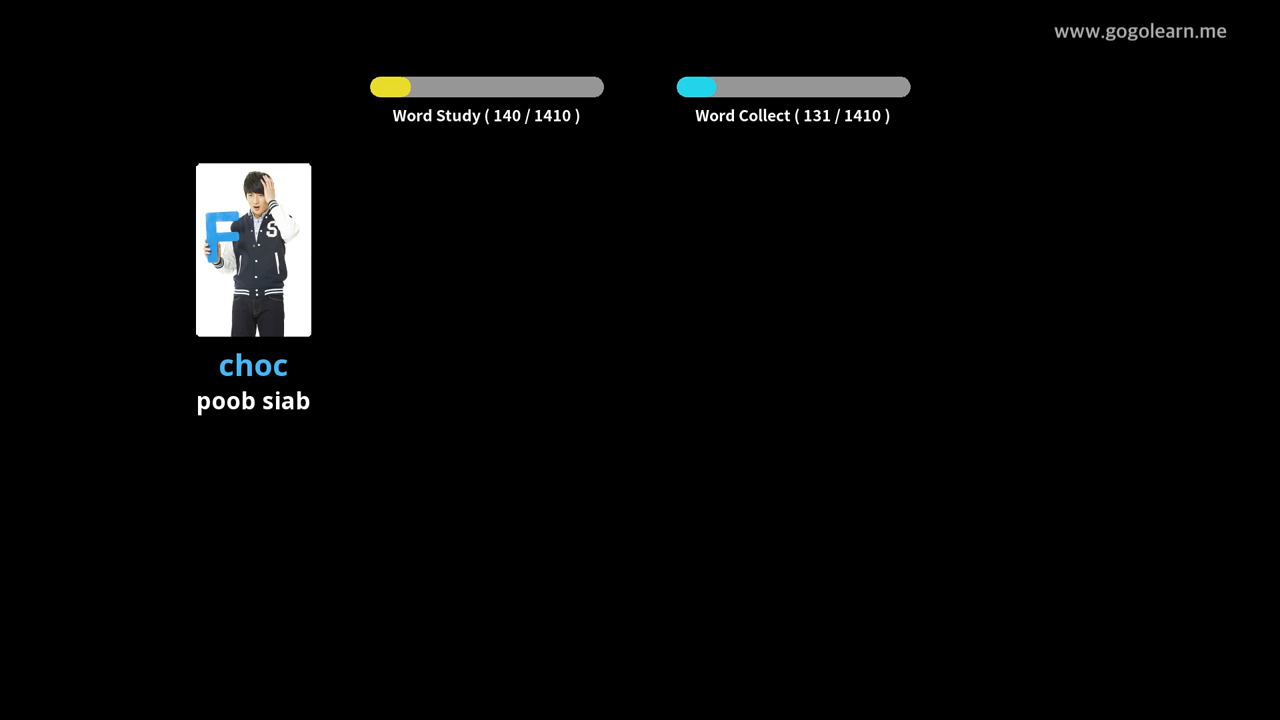 www.gogolearn.me
Word Study ( 140 / 1410 )
Word Collect ( 131 / 1410 )
F
S
choc
poob siab